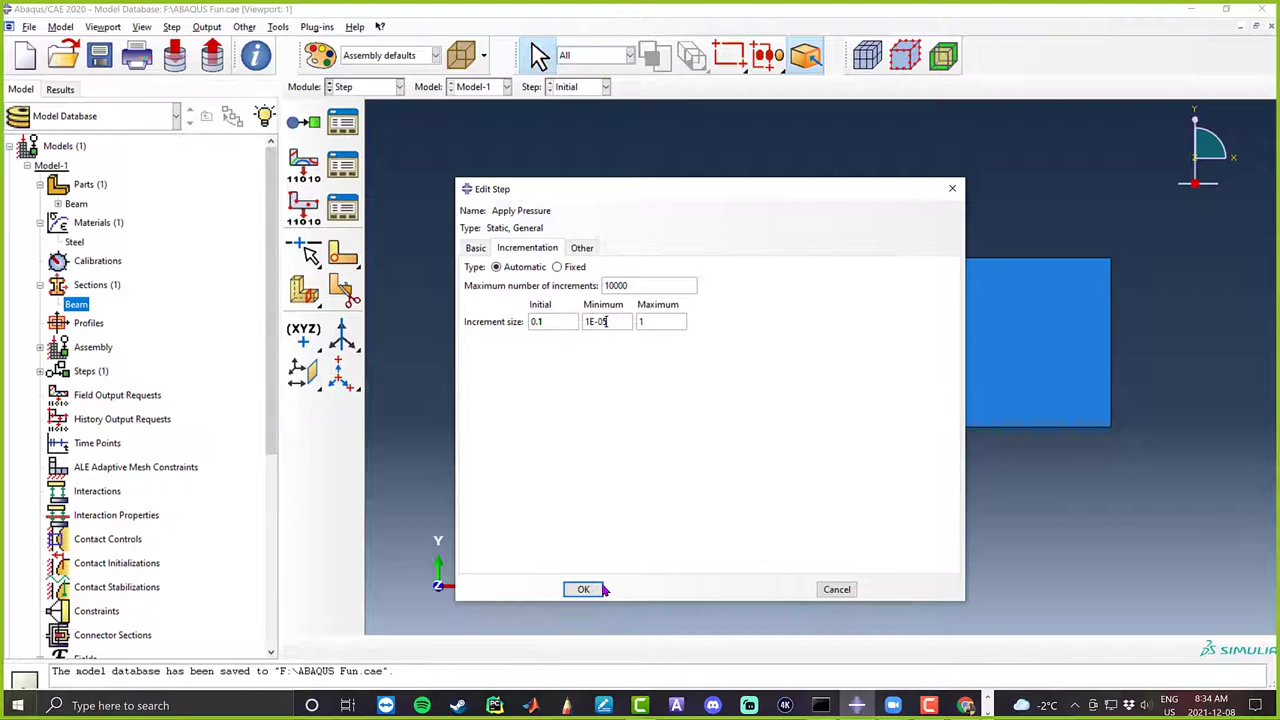 Abaqus/CAE 2020 - Database: F:\ABAQUS Fun.cae [Viewport: 1]
File Model Viewport View Step Output Other Tools Plug-ins Help
Assembly defaults All
Model Results Module: Step Model: Model-1 Step: Initial
Model Database
Models (1)
Model-1
Parts (1)
Beam
Materials (1)
Steel
Calibrations
Sections (1)
Beam
Profiles
Assembly
Steps (1)
Field Output Requests
History Output Requests
Time Points
ALE Adaptive Mesh Constraints
Interactions
Interaction Properties
Contact Controls
Contact Initializations
Contact Stabilizations
Constraints
Connector Sections
11010
11010
(XYZ)
Edit Step
Name: Apply Pressure
Type: Static, General
Basic Incrementation Other
Type: Automatic Fixed
Maximum number of increments: 10000
Initial Minimum Maximum
Increment size: 0.1 1E-05 1
OK Cancel
Y
X
Z
Y
Z
SIMULIA
The model database has been saved to "F:\ABAQUS Fun.cae".
Type here to search
-2°C
ENG
US
8:34 AM
2021-12-08